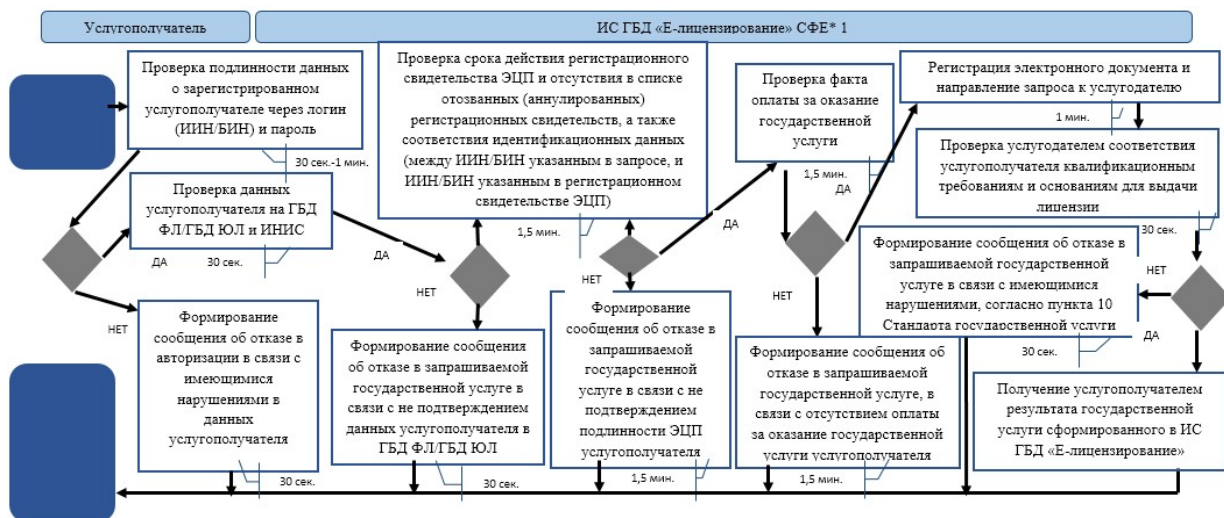 Услугополучатель
ИС ГБД «Е-лицензирование» СФЕ* 1
Проверка подлинности данных
о зарегистрированном
услугополучателе через логин
(ИИН/БИН) и пароль
30 сек.-1 мин.
Проверка данных
услугополучателя на ГБД
ФЛ/ГБД ЮЛ и ИНИС
ДА
30 сек.
НЕТ
Формирование
сообщения об отказе в
авторизации в связи с
имеющимися
нарушениями в
данных
услугополучателя
30 сек.
Проверка срока действия регистрационного
свидетельства ЭЦП и отсутствия в списке
отозванных (аннулированных)
регистрационных свидетельств, а также
соответствия идентификационных данных
(между ИИН/БИН указанным в запросе, и
ИИН/БИН указанным в регистрационном
свидетельстве ЭЦП)
1,5 мин.
ДА
НЕТ
Формирование сообщения
об отказе в запрашиваемой
государственной услуге в
связи с не подтверждением
данных услугополучателя в
ГБД ФЛ/ГБД ЮЛ
30 сек.
ДА
НЕТ
Формирование
сообщения об отказе в
запрашиваемой
государственной
услуге в связи с не
подтверждением
подлинности ЭЦП
услугополучателя
1,5 мин.
Проверка факта
оплаты за оказание
государственной
услуги
1,5 мин.
ДА
НЕТ
Формирование сообщения об
отказе в запрашиваемой
государственной услуге, в
связи с отсутствием оплаты
за оказание государственной
услуги услугополучателя
1,5 мин.
Регистрация электронного документа и
направление запроса к услугодателю
1 мин.
Проверка услугодателем соответствия
услугополучателя квалификационным
требованиям и основаниям для выдачи
лицензии
30 сек.
Формирование сообщения об отказе в
запрашиваемой государственной
услуге в связи с имеющимися
нарушениями, согласно пункта 10
Стандарта государственной услуги
НЕТ
30 сек.
ДА
Получение услугополучателем
результата государственной
услуги сформированного в ИС
ГБД «Е-лицензирование»